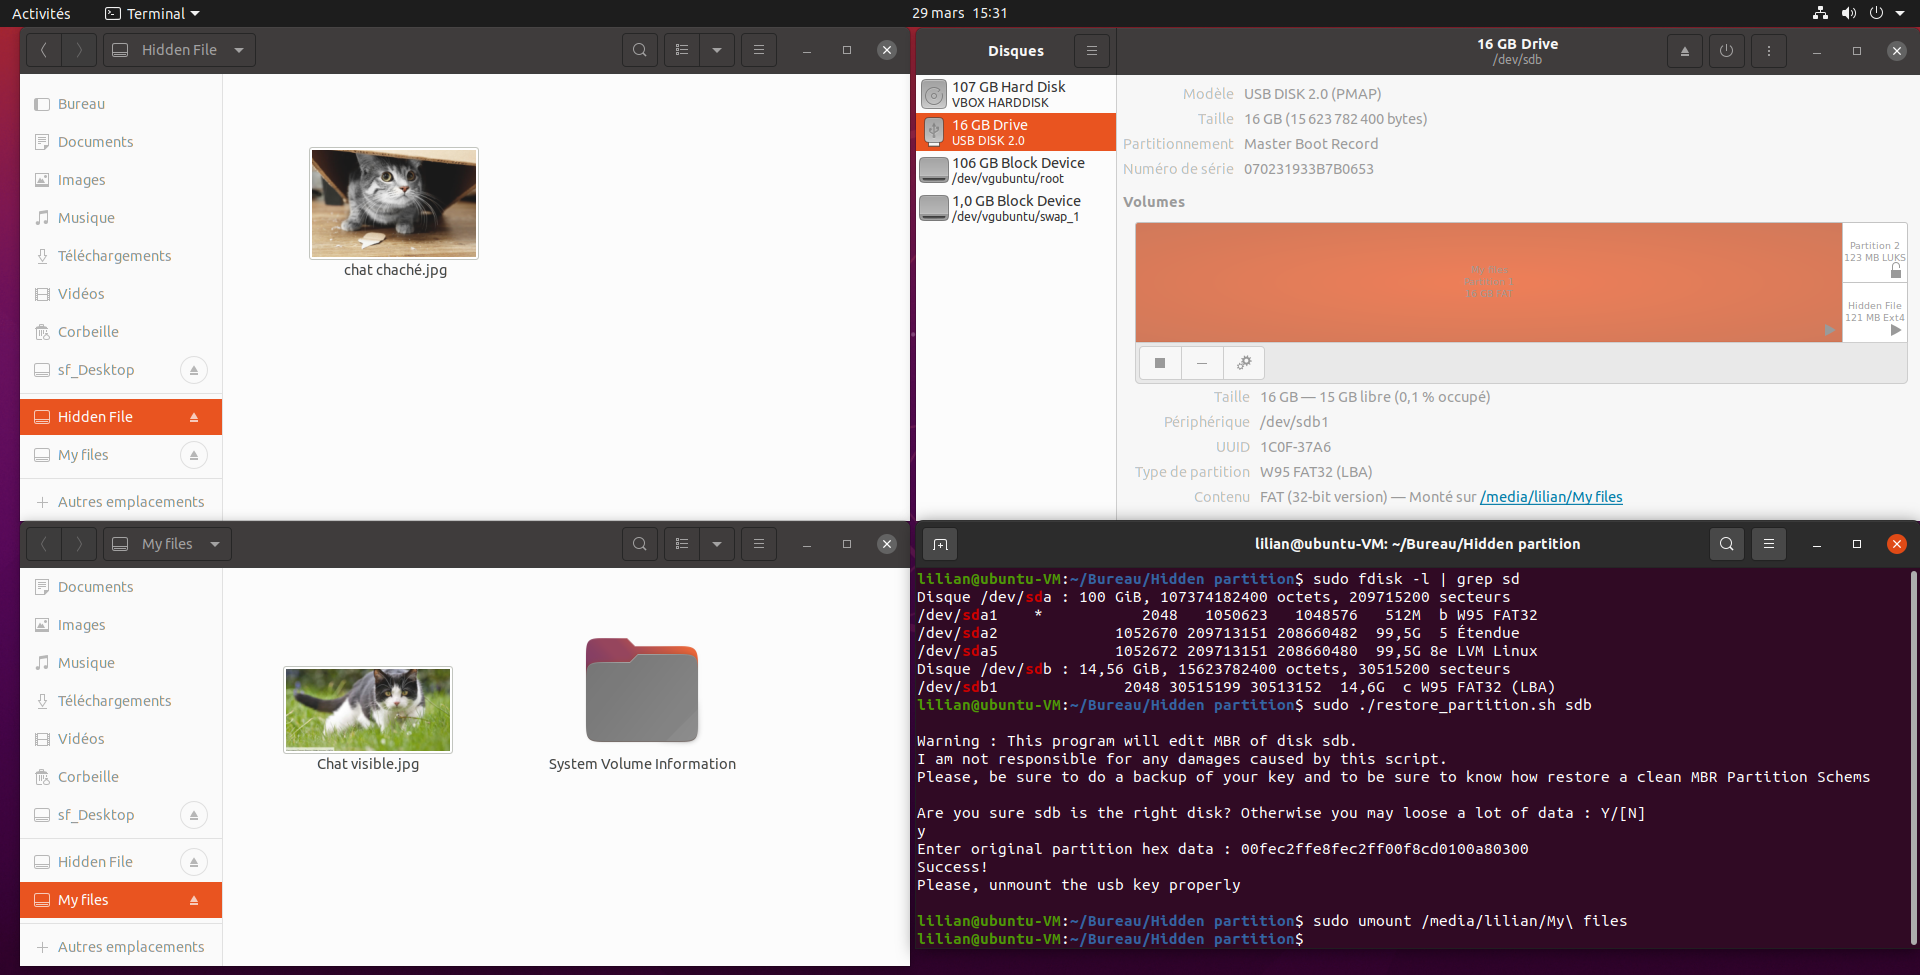 Activités
Terminal
29 mars 15:31
Hidden File
Bureau
Documents
Images
Musique
Téléchargements
Vidéos
Corbeille
sf_Desktop
Hidden File
My files
Autres emplacements
chat chaché.jpg
Disques
16 GB Drive
/dev/sdb
107 GB Hard Disk
VBOX HARDDISK
16 GB Drive
USB DISK 2.0
106 GB Block Device
/dev/vgubuntu/root
1,0 GB Block Device
/dev/vgubuntu/swap_1
Modèle USB DISK 2.0 (PMAP)
Taille 16 GB (15 623 782 400 bytes)
Partitionnement Master Boot Record
Numéro de série 070231933B7B0653
Volumes
Partition 2
123 MB LUKS
Hidden File
121 MB Ext4
Taille 16 GB — 15 GB libre (0,1 % occupé)
Périphérique /dev/sdb1
UUID 1C0F-37A6
Type de partition W95 FAT32 (LBA)
Contenu FAT (32-bit version) — Monté sur /media/lilian/My files
My files
Documents
Images
Musique
Téléchargements
Vidéos
Corbeille
sf_Desktop
Hidden File
My files
Autres emplacements
Chat visible.jpg
System Volume Information
lilian@ubuntu-VM: ~/Bureau/Hidden partition
lilian@ubuntu-VM:~/Bureau/Hidden partition$ sudo fdisk -l | grep sd
Disque /dev/sda : 100 GiB, 107374182400 octets, 209715200 secteurs
/dev/sda1 * 2048 1050623 1048576 512M b W95 FAT32
/dev/sda2 1052670 209713151 208660482 99,5G 5 Étendue
/dev/sda5 1052672 209713151 208660480 99,5G 8e LVM Linux
Disque /dev/sdb : 14,56 GiB, 15623782400 octets, 30515200 secteurs
/dev/sdb1 2048 30515199 30513152 14,6G c W95 FAT32 (LBA)
lilian@ubuntu-VM:~/Bureau/Hidden partition$ sudo ./restore_partition.sh sdb
Warning : This program will edit MBR of disk sdb.
I am not responsible for any damages caused by this script.
Please, be sure to do a backup of your key and to be sure to know how restore a clean MBR Partition Schems
Are you sure sdb is the right disk? Otherwise you may loose a lot of data : Y/[N]
y
Enter original partition hex data : 00fec2ffe8fec2ff00f8cd0100a80300
Success!
Please, unmount the usb key properly
lilian@ubuntu-VM:~/Bureau/Hidden partition$ sudo umount /media/lilian/My\ files
lilian@ubuntu-VM:~/Bureau/Hidden partition$